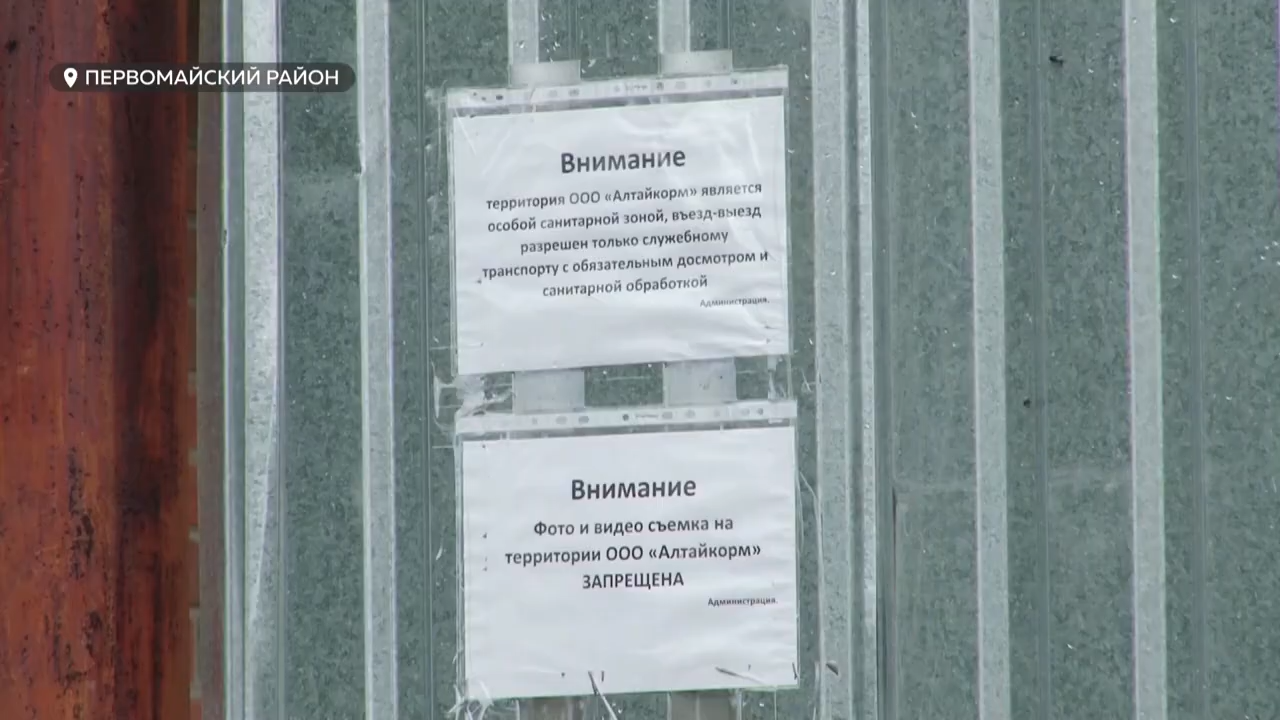 ПЕРВОМАЙСКИЙ РАЙОН
Внимание
территория ООО «Алтайкорм» является
особой санитарной зоной, въезд-выезд
разрешен только служебному
транспорту с обязательным досмотром и
санитарной обработкой
Администрация.
Внимание
Фото и видео съемка на
территории ООО «Алтайкорм»
ЗАПРЕЩЕНА
Администрация.